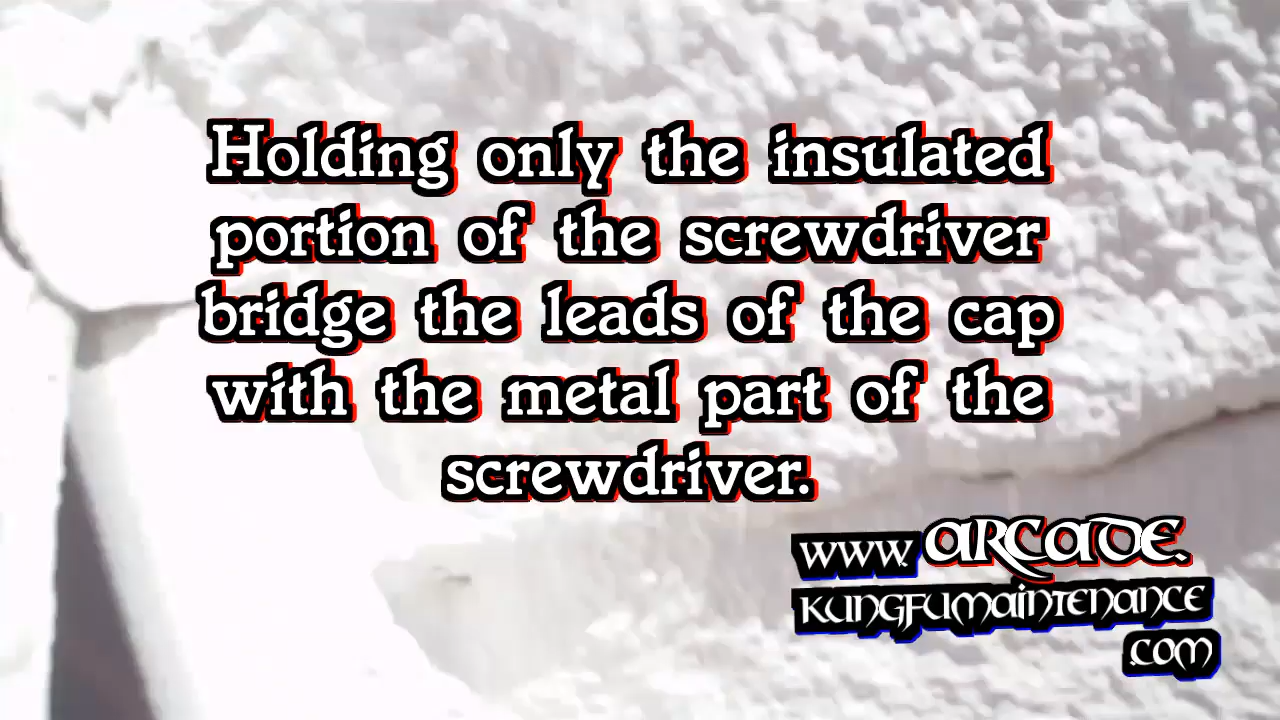 Holding only the insulated
portion of the screwdriver
bridge the leads of the cap
with the metal part of the
screwdriver.
www.ARCADE.
KUNGFUMAINTENANCE
.COM